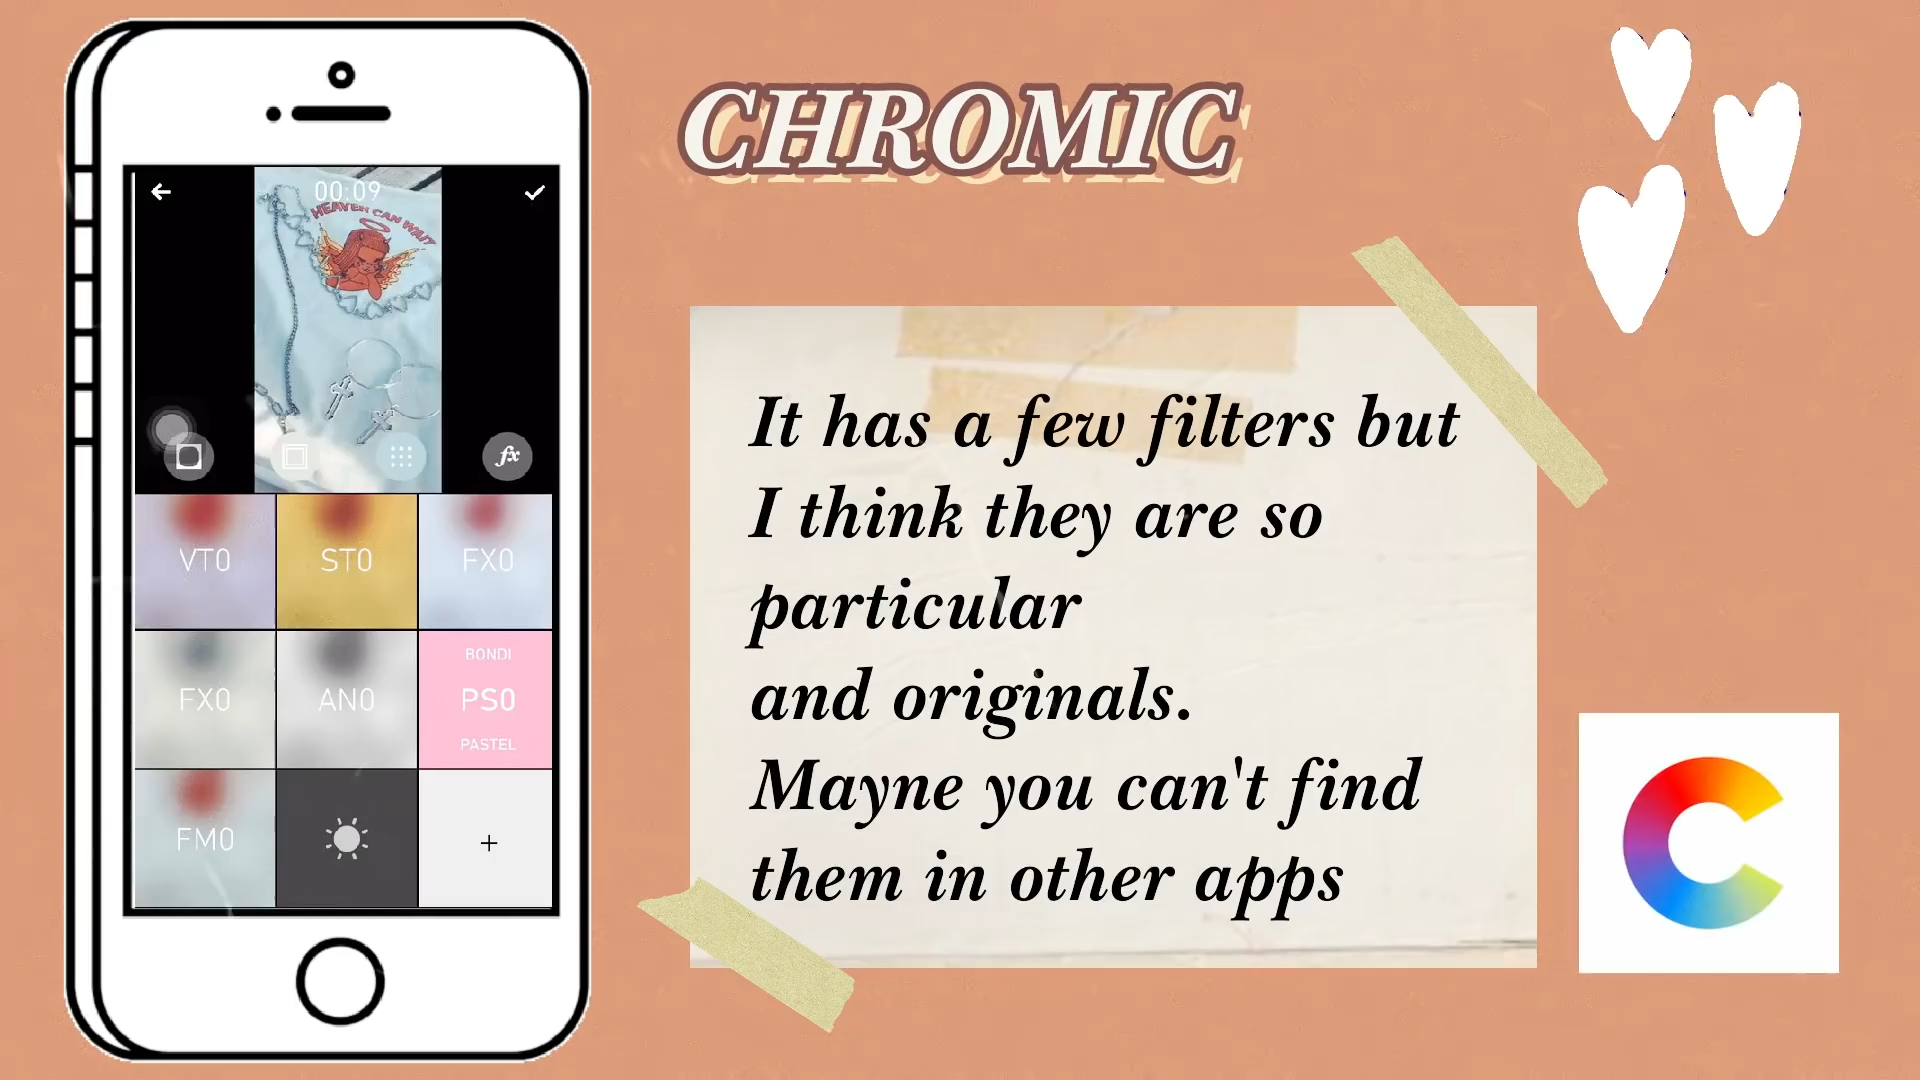 CHROMIC
00:09
HEAVEN CAN WAIT
fx
VT0
ST0
FX0
FX0
AN0
BONDI
PS0
PASTEL
FM0
+
It has a few filters but
I think they are so
particular
and originals.
Mayne you can't find
them in other apps